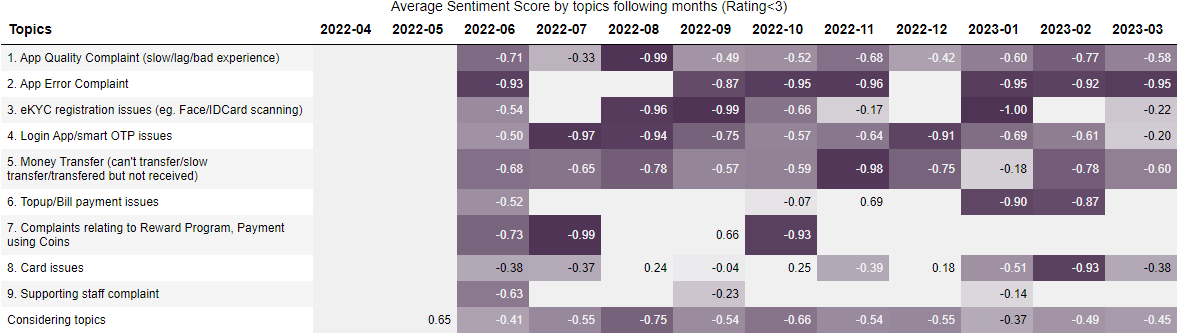 Average Sentiment Score by topics following months (Rating<3)
Topics 2022-04 2022-05 2022-06 2022-07 2022-08 2022-09 2022-10 2022-11 2022-12 2023-01 2023-02 2023-03
1. App Quality Complaint (slow/lag/bad experience) -0.71 -0.33 -0.99 -0.49 -0.52 -0.68 -0.42 -0.60 -0.77 -0.58
2. App Error Complaint -0.93 -0.87 -0.95 -0.96 -0.95 -0.92 -0.95
3. eKYC registration issues (eg. Face/IDCard scanning) -0.54 -0.96 -0.99 -0.66 -0.17 -1.00 -0.22
4. Login App/smart OTP issues -0.50 -0.97 -0.94 -0.75 -0.57 -0.64 -0.91 -0.69 -0.61 -0.20
5. Money Transfer (can't transfer/slow
transfer/transfered but not received) -0.68 -0.65 -0.78 -0.57 -0.59 -0.98 -0.75 -0.18 -0.78 -0.60
6. Topup/Bill payment issues -0.52 -0.07 0.69 -0.90 -0.87
7. Complaints relating to Reward Program, Payment
using Coins -0.73 -0.99 0.66 -0.93
8. Card issues -0.38 -0.37 0.24 -0.04 0.25 -0.39 0.18 -0.51 -0.93 -0.38
9. Supporting staff complaint -0.63 -0.23 -0.14
Considering topics 0.65 -0.41 -0.55 -0.75 -0.54 -0.66 -0.54 -0.55 -0.37 -0.49 -0.45